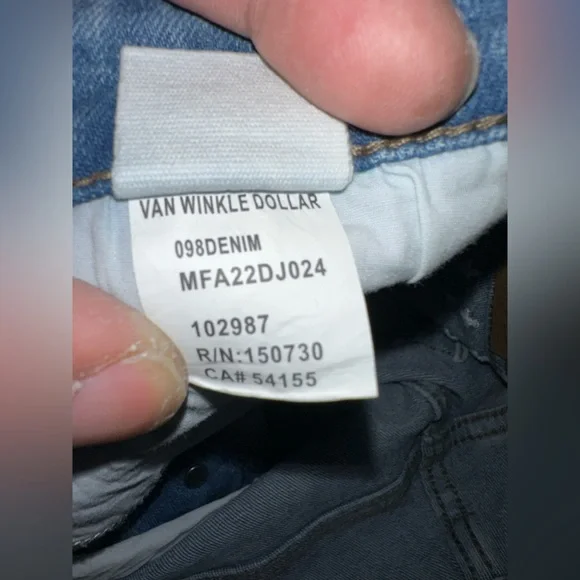 VAN WINKLE DOLLAR
098DENIM
MFA22DJ024
102987
R/N:150730
CA# 54155